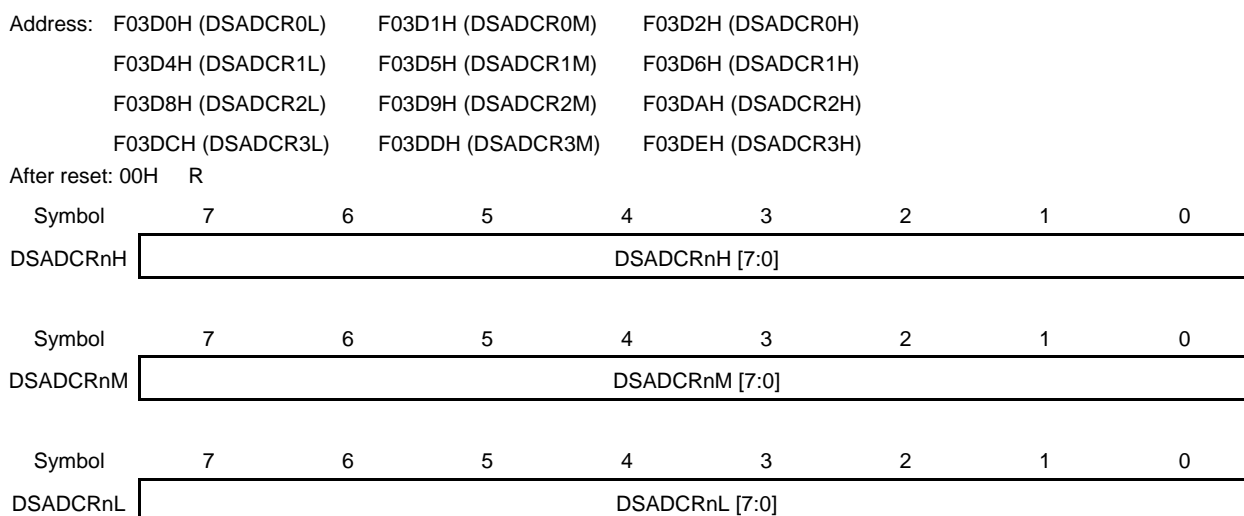 Address: F03D0H (DSADCR0L) F03D1H (DSADCR0M) F03D2H (DSADCR0H)
F03D4H (DSADCR1L) F03D5H (DSADCR1M) F03D6H (DSADCR1H)
F03D8H (DSADCR2L) F03D9H (DSADCR2M) F03DAH (DSADCR2H)
F03DCH (DSADCR3L) F03DDH (DSADCR3M) F03DEH (DSADCR3H)
After reset: 00H R
Symbol 7 6 5 4 3 2 1 0
DSADCRnH DSADCRnH [7:0]
Symbol 7 6 5 4 3 2 1 0
DSADCRnM DSADCRnM [7:0]
Symbol 7 6 5 4 3 2 1 0
DSADCRnL DSADCRnL [7:0]